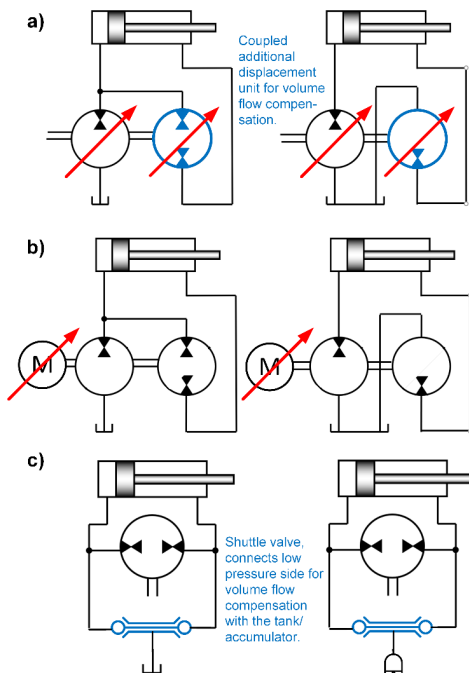 a)
Coupled
additional
displacement
unit for volume
flow compen-
sation.
b)
M
M
c)
Shuttle valve,
connects low
pressure side for
volume flow
compensation
with the tank/
accumulator.